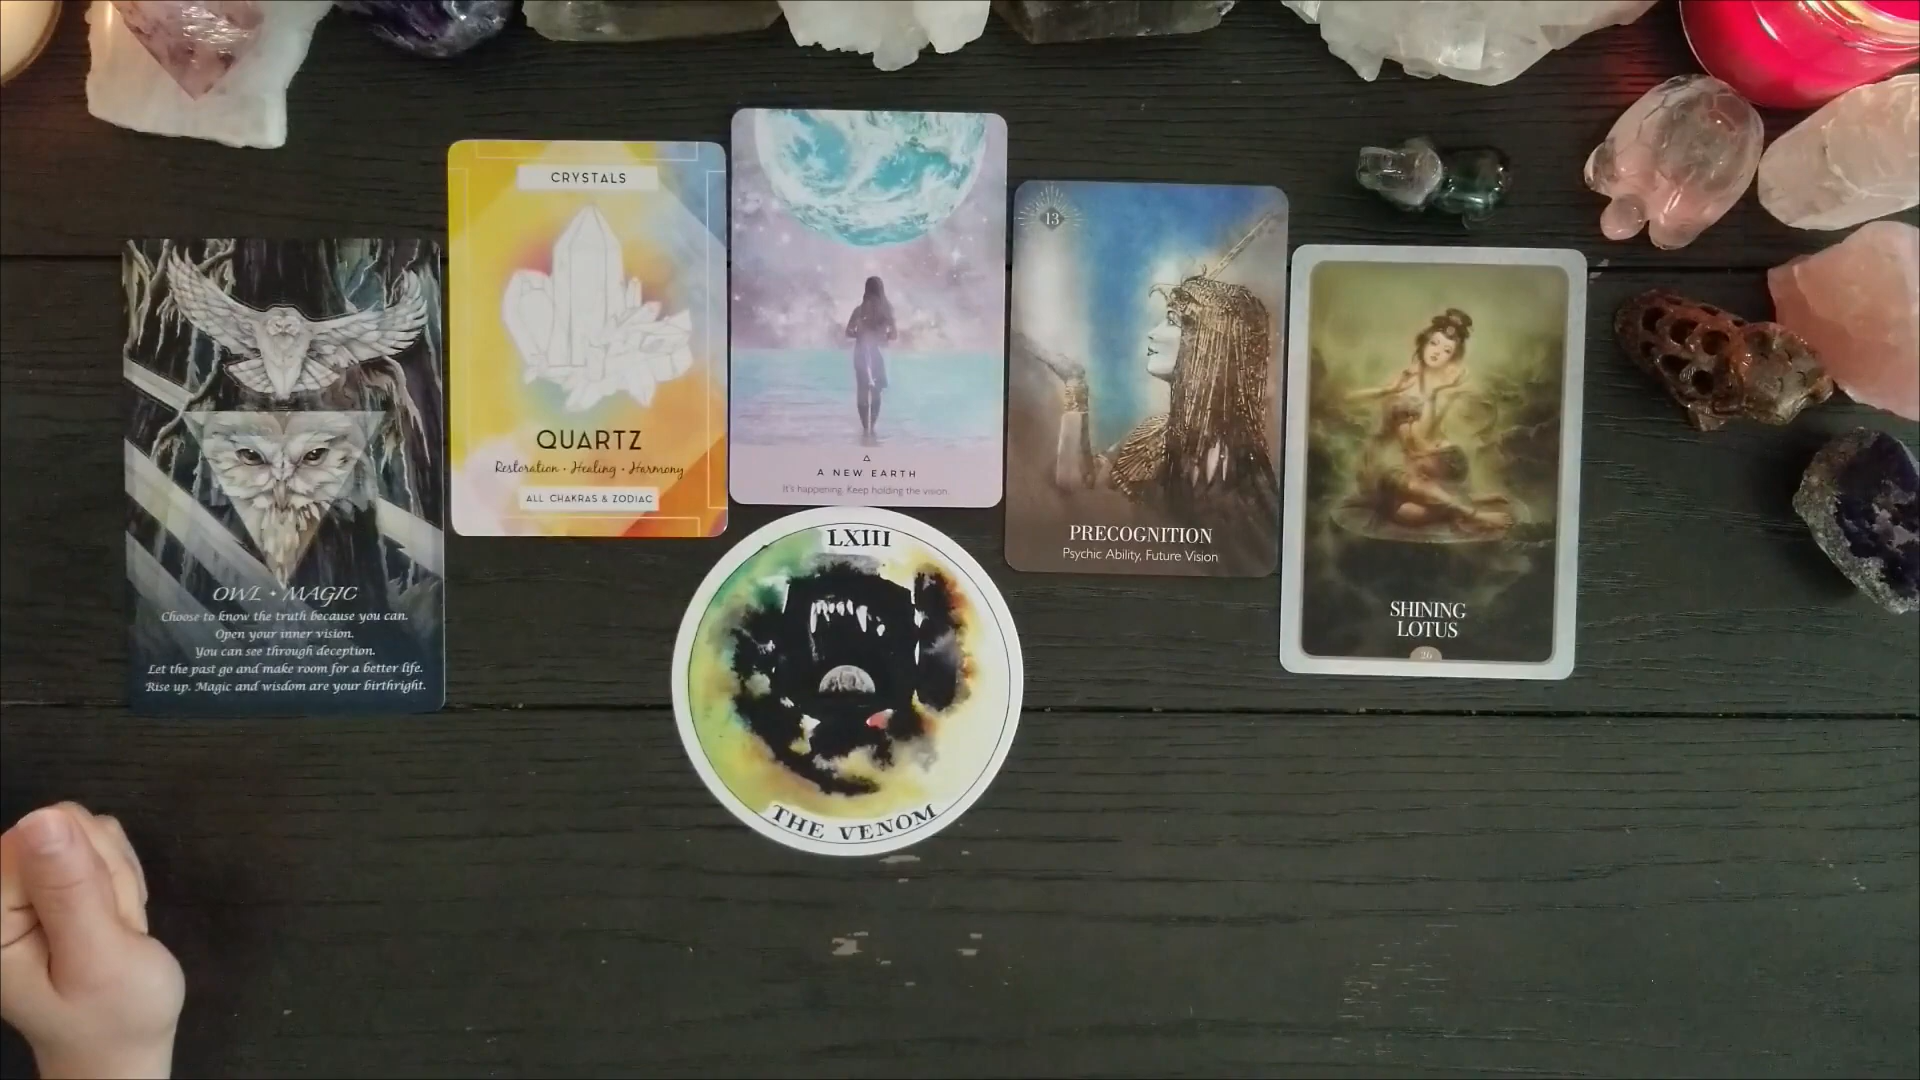 OWL • MAGIC
Choose to know the truth because you can.
Open your inner vision.
You can see through deception.
Let the past go and make room for a better life.
Rise up. Magic and wisdom are your birthright.
CRYSTALS
QUARTZ
Restoration • Healing • Harmony
ALL CHAKRAS & ZODIAC
A NEW EARTH
It's happening. Keep holding the vision.
13
PRECOGNITION
Psychic Ability, Future Vision
SHINING
LOTUS
26
LXIII
THE VENOM